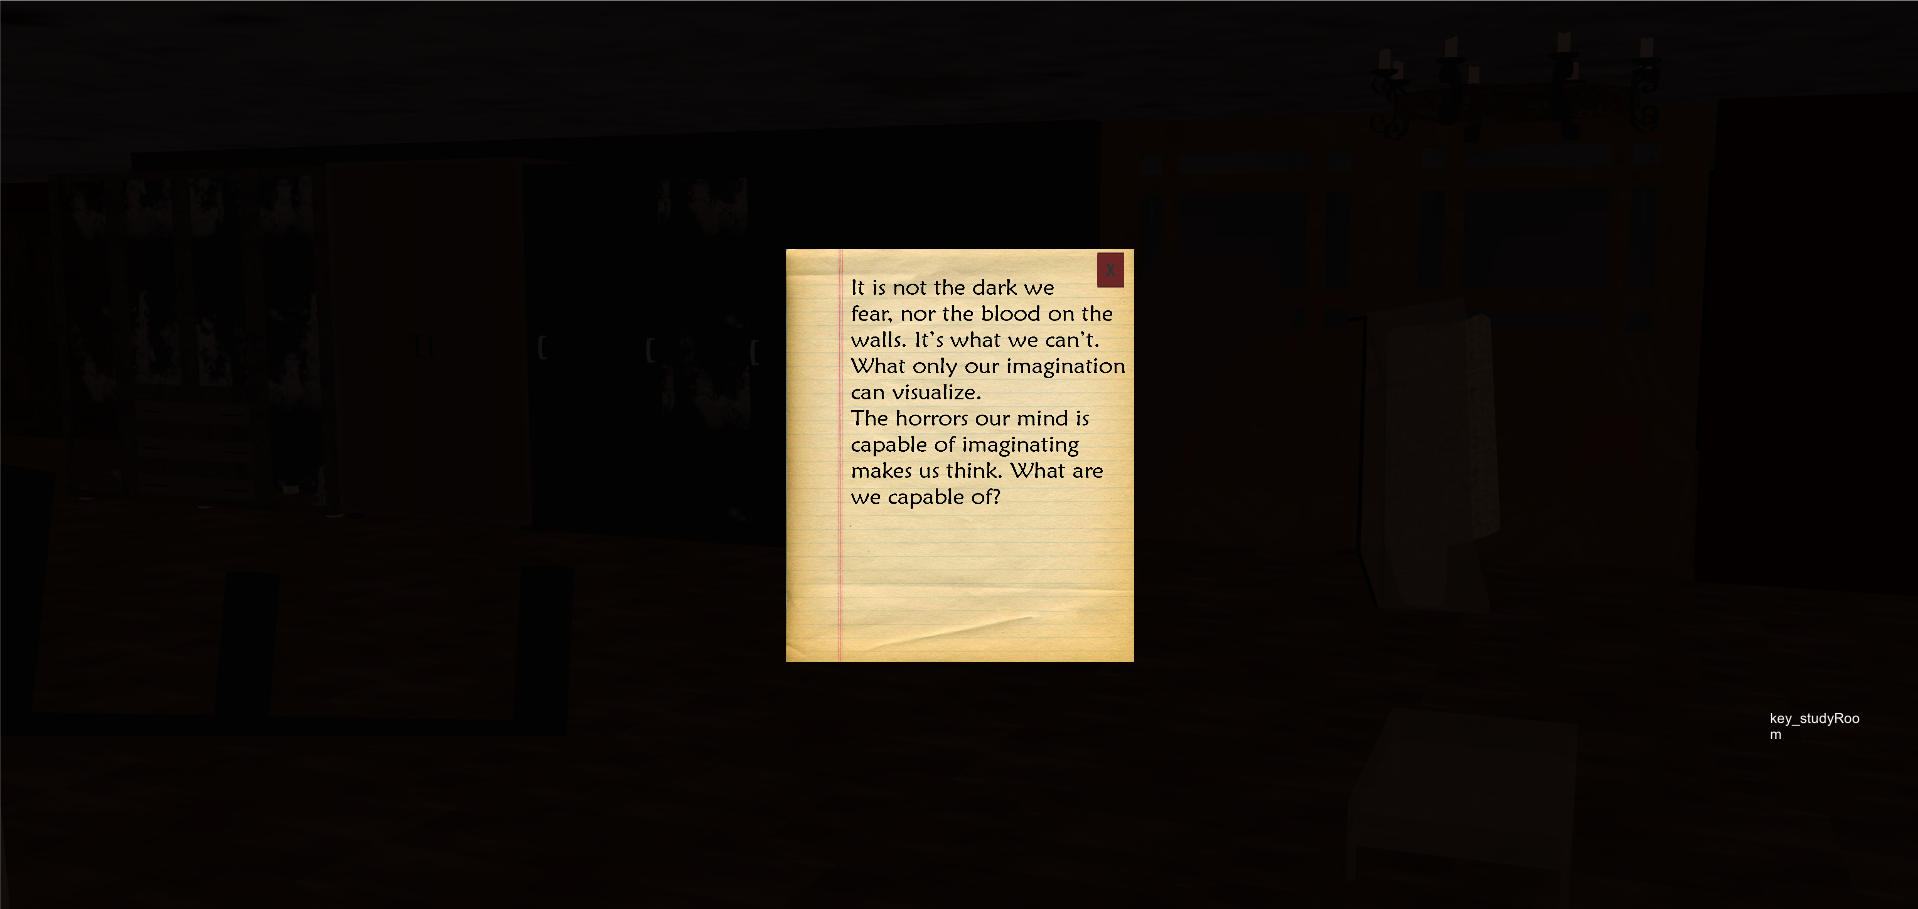 X
It is not the dark we
fear, nor the blood on the
walls. It's what we can't.
What only our imagination
can visualize.
The horrors our mind is
capable of imaginating
makes us think. What are
we capable of?
key_studyRoo
m